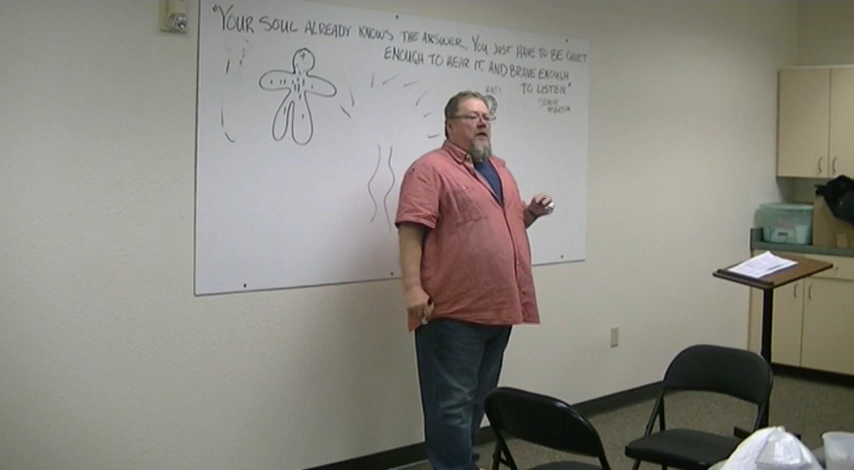 "YOUR SOUL ALREADY KNOWS THE ANSWER. YOU JUST HAVE TO BE QUIET
ENOUGH TO HEAR IT, AND BRAVE ENOUGH
TO LISTEN."